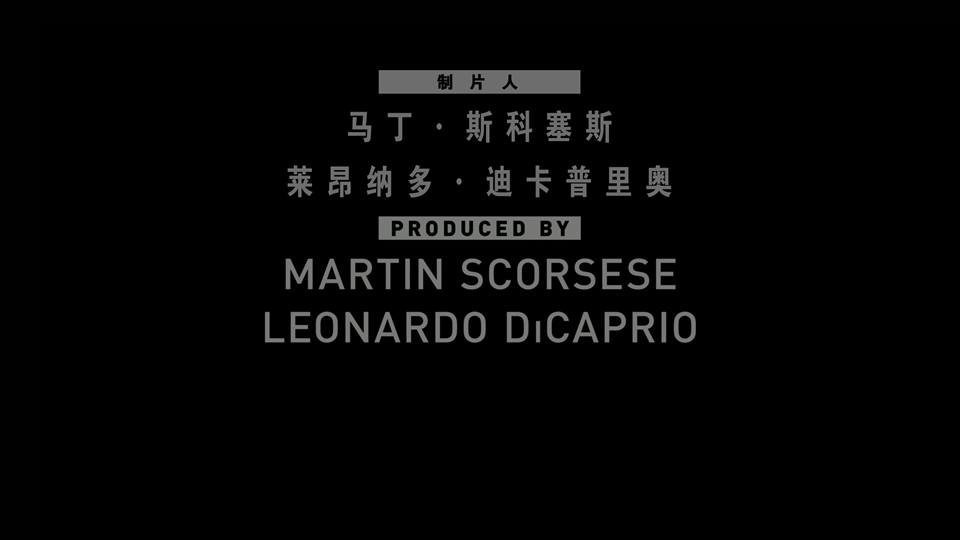 制片人
马丁·斯科塞斯
莱昂纳多·迪卡普里奥
PRODUCED BY
MARTIN SCORSESE
LEONARDO DiCAPRIO